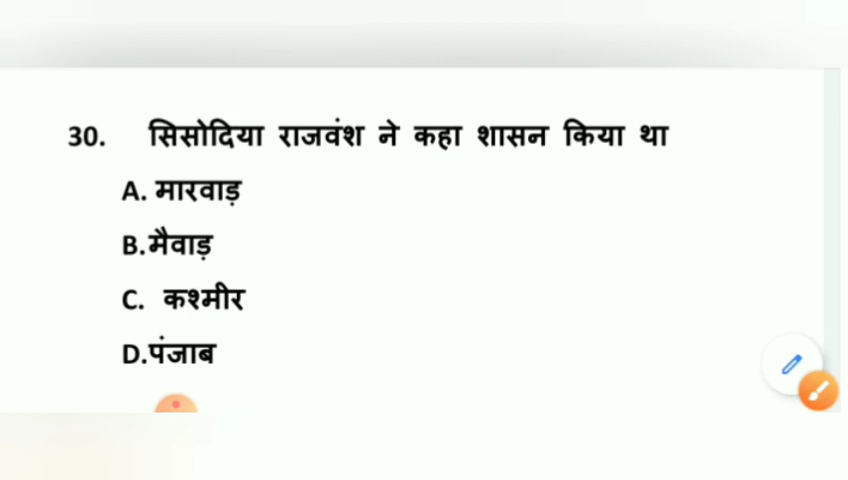 30. सिसोदिया राजवंश ने कहा शासन किया था
A. मारवाड़
B.मैवाड़
C. कश्मीर
D.पंजाब